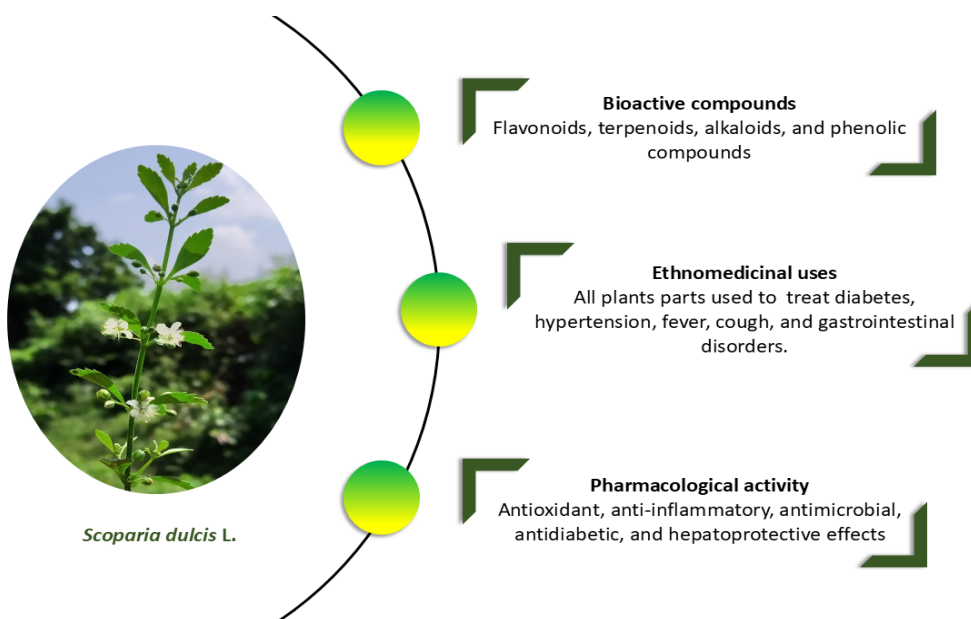 Bioactive compounds
Flavonoids, terpenoids, alkaloids, and phenolic
compounds
Ethnomedicinal uses
All plants parts used to treat diabetes,
hypertension, fever, cough, and gastrointestinal
disorders.
Pharmacological activity
Antioxidant, anti-inflammatory, antimicrobial,
antidiabetic, and hepatoprotective effects
Scoparia dulcis L.